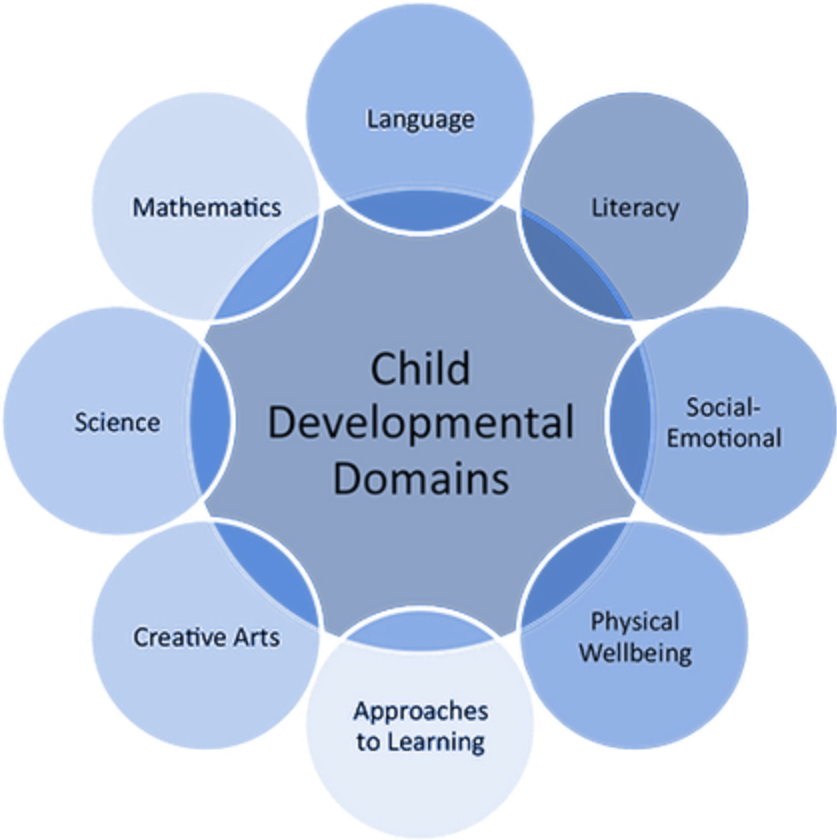 Language
Literacy
Social-
Emotional
Physical
Wellbeing
Approaches
to Learning
Creative Arts
Science
Mathematics
Child
Developmental
Domains